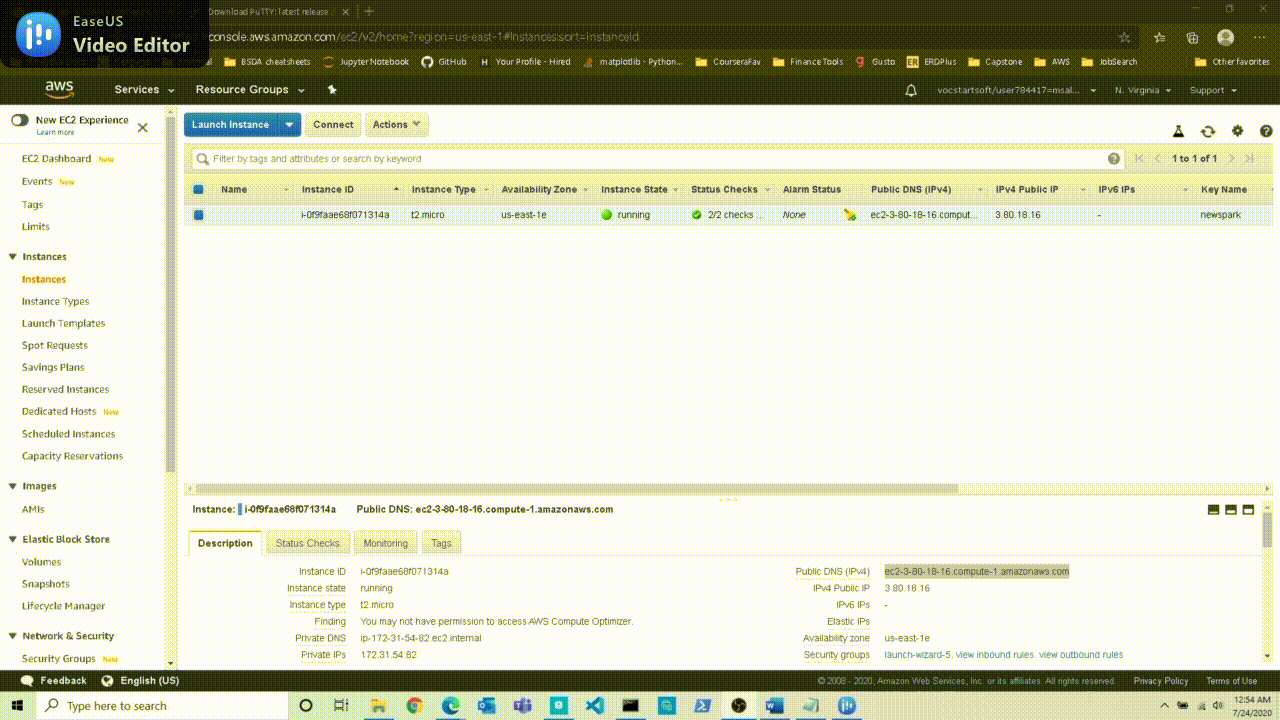 EaseUS
Video Editor
Download PuTTY: latest release
console.aws.amazon.com/ec2/v2/home?region=us-east-1#Instances:sort=instanceId
BSDA cheatsheets JupyterNotebook GitHub Your Profile - Hired matplotlib - Python... CourseraFav Finance Tools Gusto ERDPlus Capstone AWS JobSearch Other favorites
aws Services Resource Groups vocstartsoft/user784417=msal... N. Virginia Support
New EC2 Experience
Learn more
Launch Instance Connect Actions
Filter by tags and attributes or search by keyword 1 to 1 of 1
Name Instance ID Instance Type Availability Zone Instance State Status Checks Alarm Status Public DNS (IPv4) IPv4 Public IP IPv6 IPs Key Name
i-0f9faae68f071314a t2.micro us-east-1e running 2/2 checks ... None ec2-3-80-18-16.comput... 3.80.18.16 - newspark
EC2 Dashboard New
Events New
Tags
Limits
Instances
Instances
Instance Types
Launch Templates
Spot Requests
Savings Plans
Reserved Instances
Dedicated Hosts New
Scheduled Instances
Capacity Reservations
Images
AMIs
Elastic Block Store
Volumes
Snapshots
Lifecycle Manager
Network & Security
Security Groups New
Instance: i-0f9faae68f071314a Public DNS: ec2-3-80-18-16.compute-1.amazonaws.com
Description Status Checks Monitoring Tags
Instance ID i-0f9faae68f071314a Public DNS (IPv4) ec2-3-80-18-16.compute-1.amazonaws.com
Instance state running IPv4 Public IP 3.80.18.16
Instance type t2.micro IPv6 IPs -
Finding You may not have permission to access AWS Compute Optimizer. Elastic IPs
Private DNS ip-172-31-54-82.ec2.internal Availability zone us-east-1e
Private IPs 172.31.54.82 Security groups launch-wizard-5. view inbound rules. view outbound rules
Feedback English (US) © 2008 - 2020, Amazon Web Services, Inc. or its affiliates. All rights reserved. Privacy Policy Terms of Use
Type here to search
12:54 AM
7/24/2020